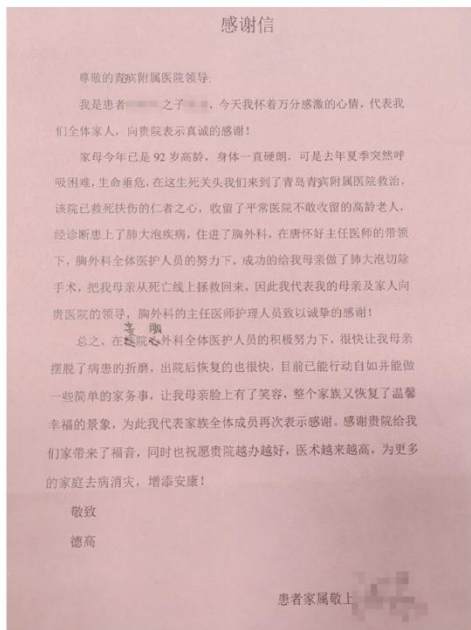 感谢信
尊敬的青滨附属医院领导:
我是患者之子,今天我怀着万分感激的心情,代表我
们全体家人,向贵院表示真诚的感谢!
家母今年已是 92 岁高龄,身体一直硬朗,可是去年夏季突然呼
吸困难,生命垂危,在这生死关头我们来到了青岛青滨附属医院救治,
该院已救死扶伤的仁者之心,收留了平常医院不敢收留的高龄老人,
经诊断患上了肺大泡疾病,住进了胸外科,在唐怀好主任医师的带领
下,胸外科全体医护人员的努力下,成功的给我母亲做了肺大泡切除
手术,把我母亲从死亡线上拯救回来,因此我代表我的母亲及家人向
贵医院的领导,胸外科的主任医师护理人员致以诚挚的感谢!
总之,在贵院胸外科全体医护人员的积极努力下,很快让我母亲
摆脱了病患的折磨,出院后恢复的也很快,目前已能行动自如并能做
一些简单的家务事,让我母亲脸上有了笑容,整个家族又恢复了温馨
幸福的景象,为此我代表家族全体成员再次表示感谢。感谢贵院给我
们家带来了福音,同时也祝愿贵院越办越好,医术越来越高,为更多
的家庭去病消灾,增添安康!
敬致
德高
患者家属敬上